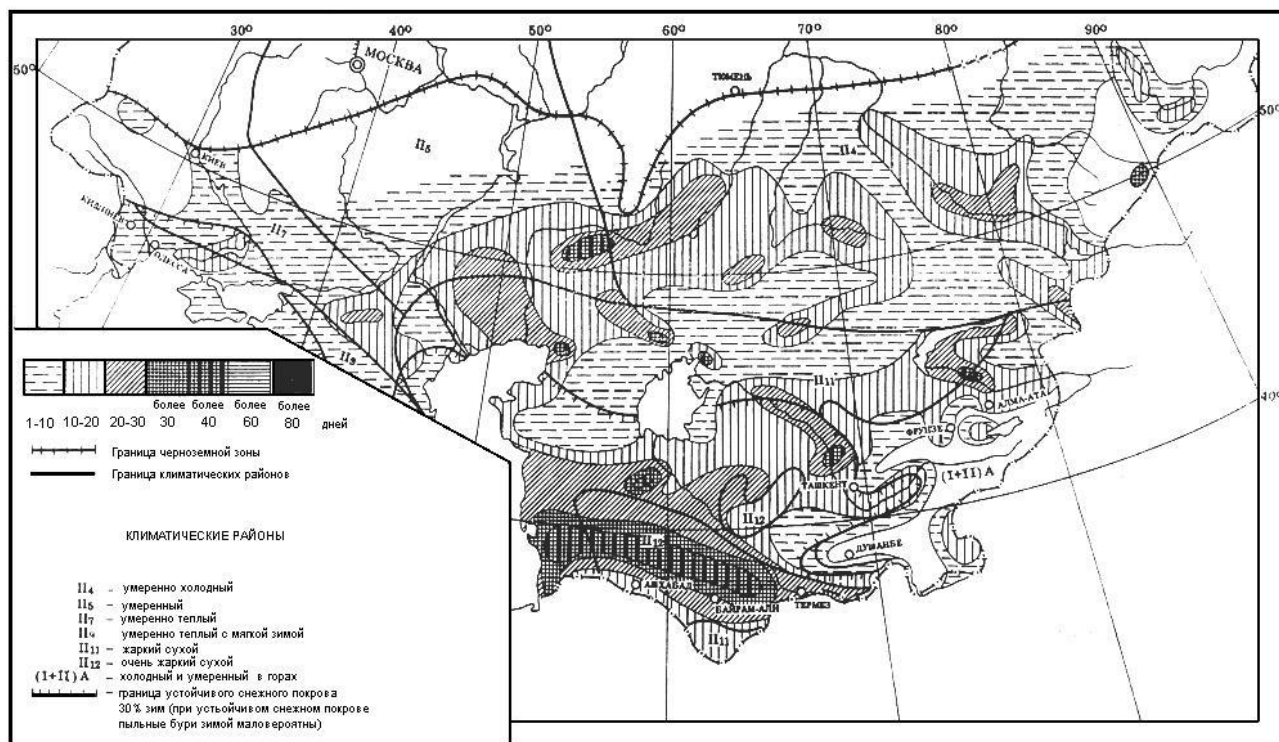 30° 40° 50° 60° 70° 80° 90°
50°
МОСКВА
ТЮМЕНЬ
50°
II5
II4
КИЕВ
КИШИНЕВ
II7
ОДЕССА
II9
II11
АЛМА-АТА
40°
ФРУНЗЕ
(I+II) А
ТАШКЕНТ
II12
II12
ДУШАНБЕ
АШХАБАД
БАЙРАМ-АЛИ
ТЕРМЕЗ
II11
более более более более
1-10 10-20 20-30 30 40 60 80 дней
Граница черноземной зоны
Граница климатических районов
КЛИМАТИЧЕСКИЕ РАЙОНЫ
II4 - умеренно холодный
II5 - умеренный
II7 - умеренно теплый
II9 умеренно теплый с мягкой зимой
II11 – жаркий сухой
II12 – очень жаркий сухой
(I+II) А – холодный и умеренный в горах
– граница устойчивого снежного покрова
30% зим (при устьойчивом снежном покрове
пыльные бури зимой маловероятны)